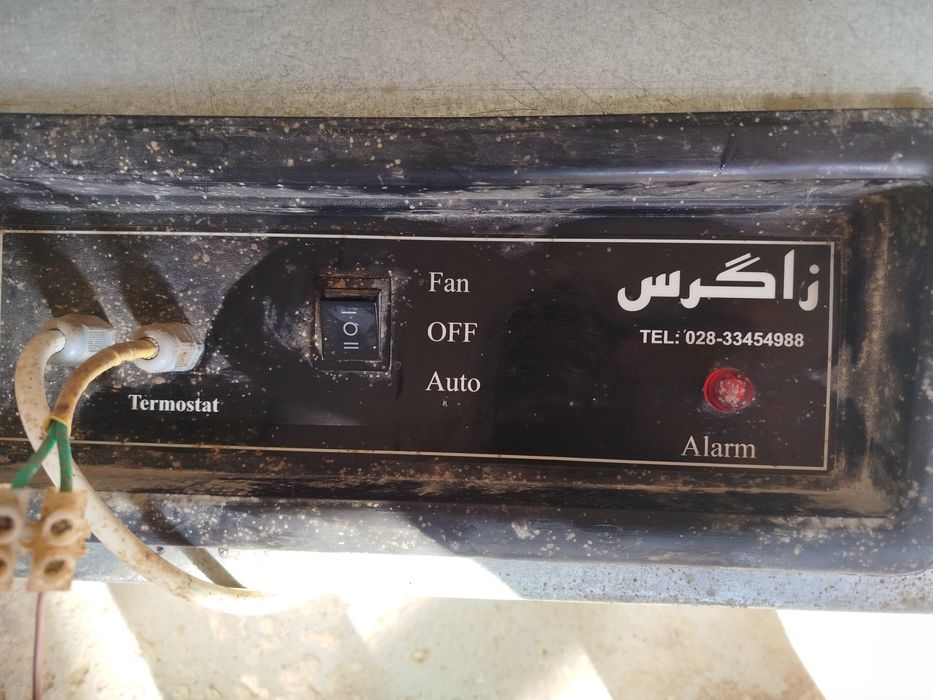 زاگرس
TEL: 028-33454988
Fan
OFF
Auto
Termostat
Alarm